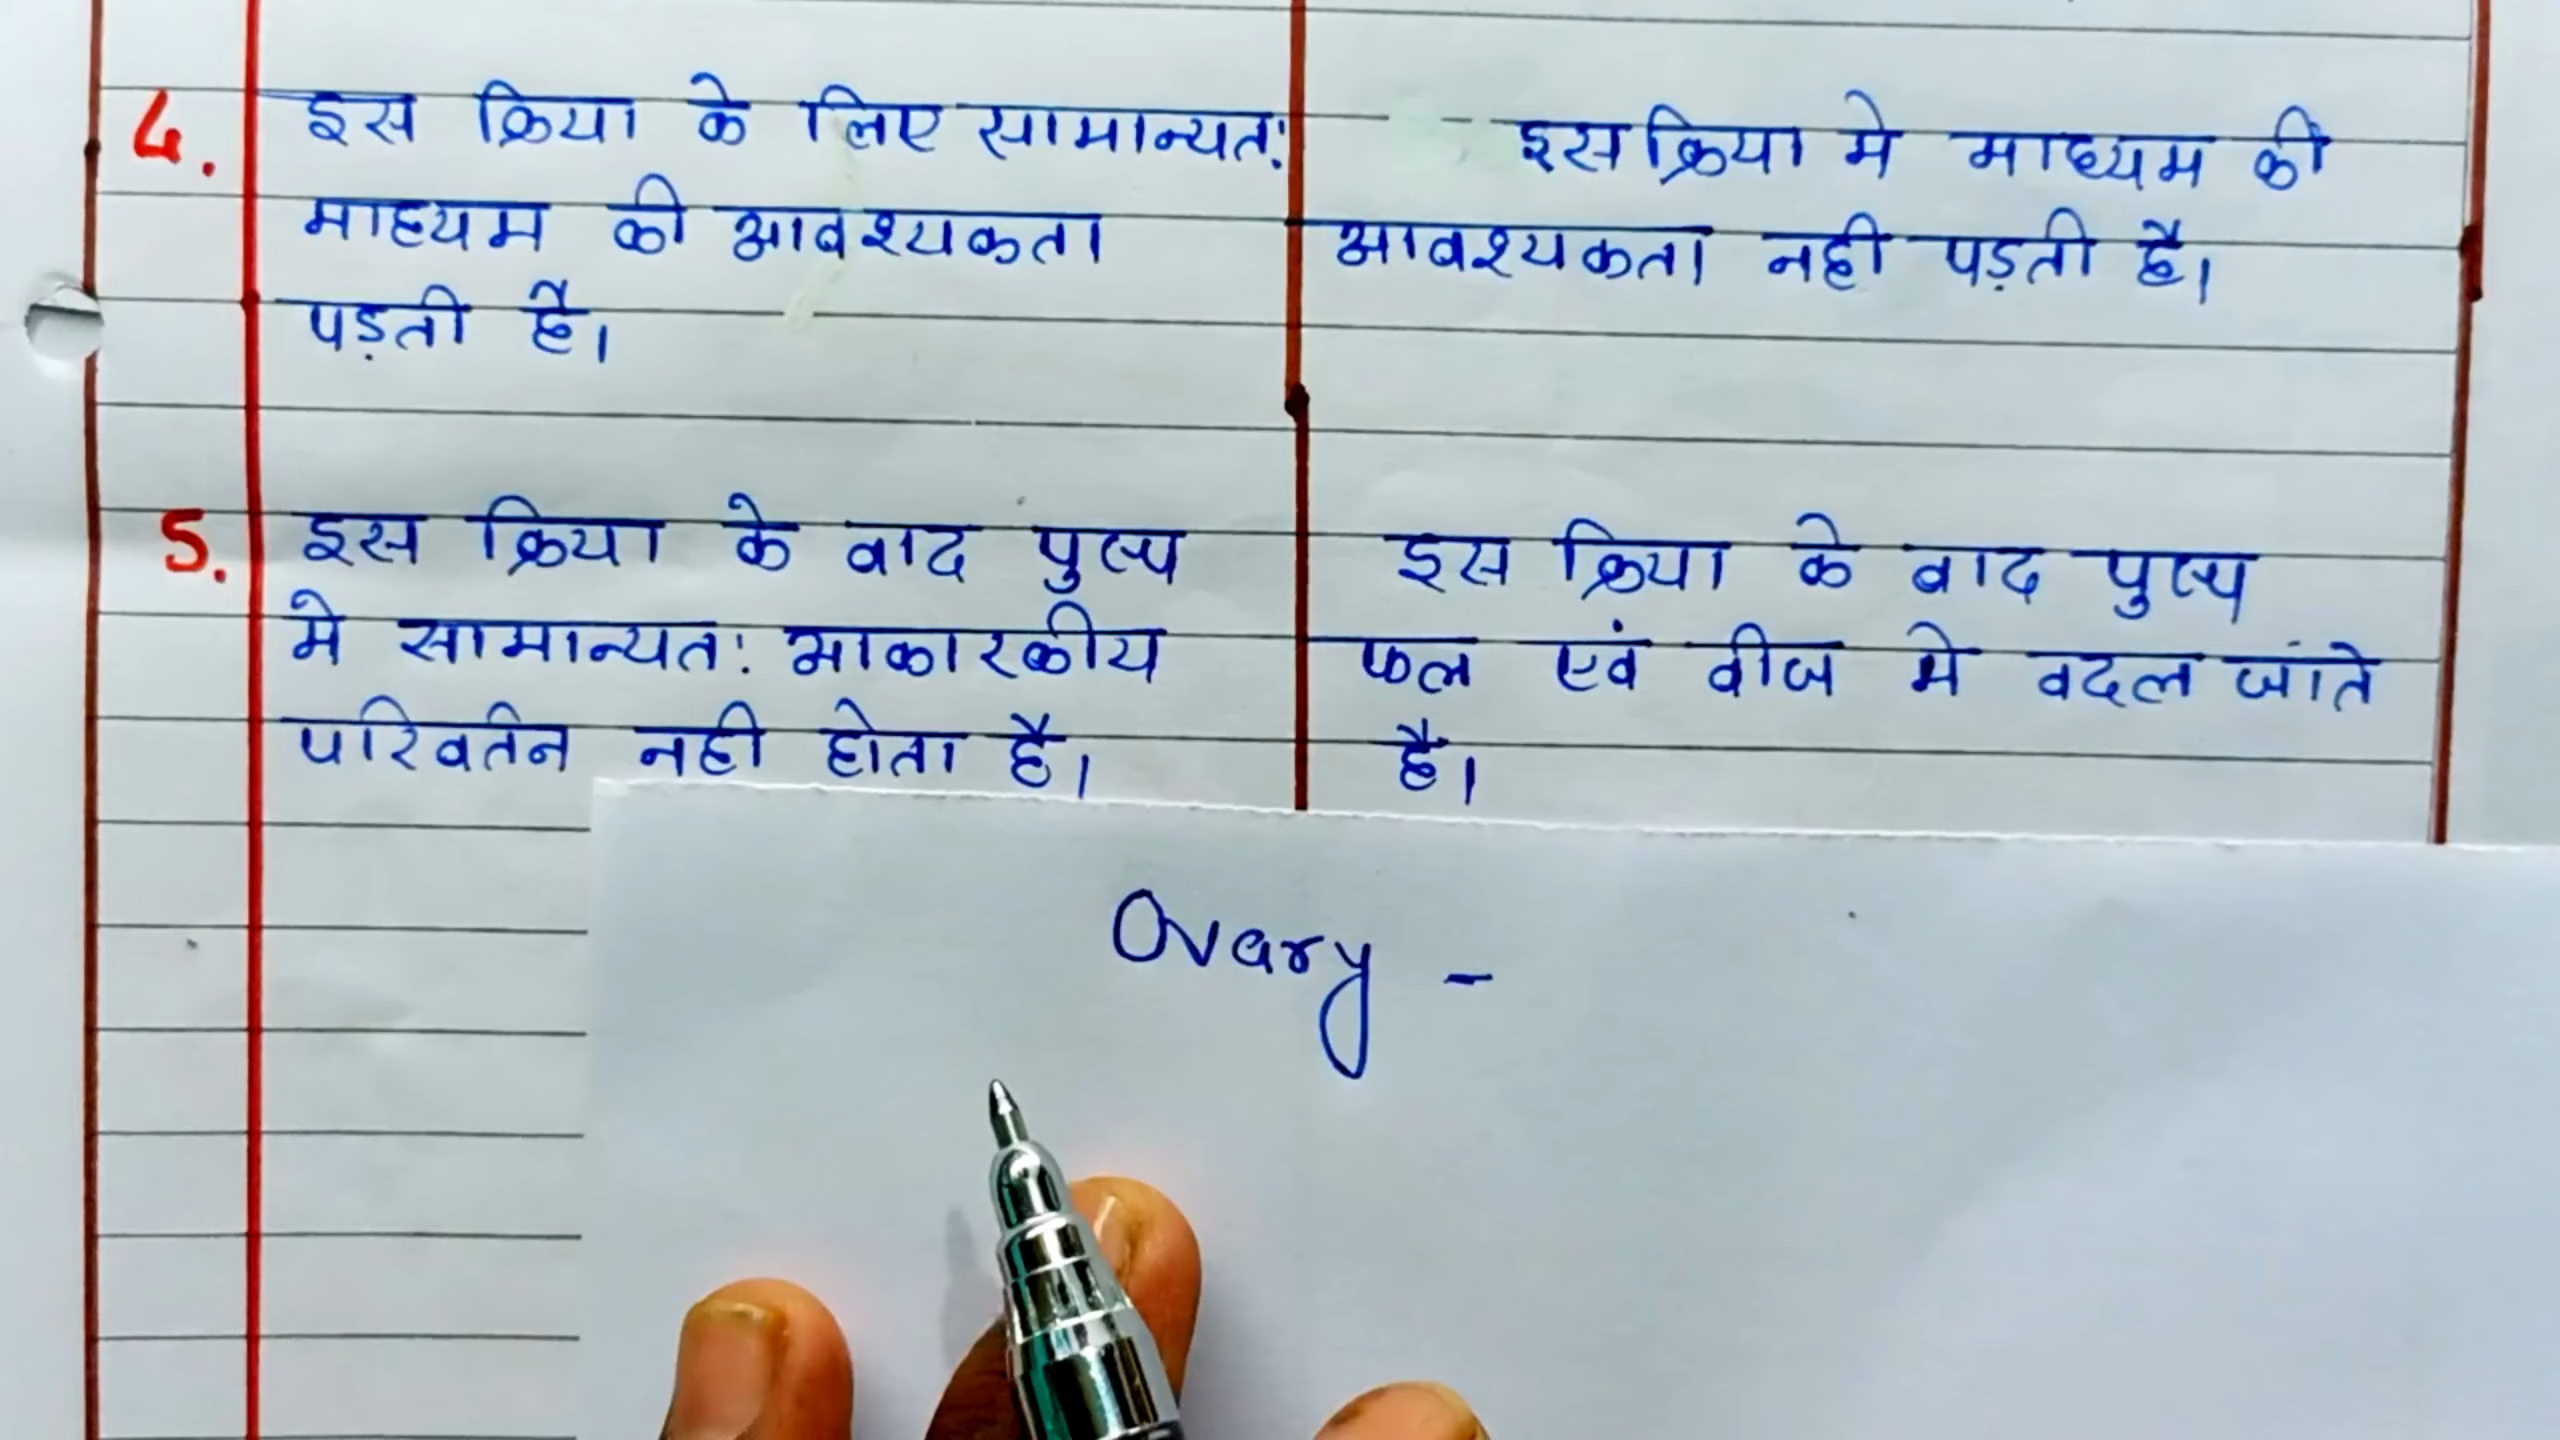 4. इस क्रिया के लिए सामान्यत:
माध्यम की आवश्यकता
पड़ती है।
- - इस क्रिया मे माध्यम की
आवश्यकता नही पड़ती है।
5. इस क्रिया के बाद पुष्प
मे सामान्यत: आकारकीय
परिवर्तन नही होता है।
इस क्रिया के बाद पुष्प
फल एवं बीज मे बदल जाते
है।
Ovary -